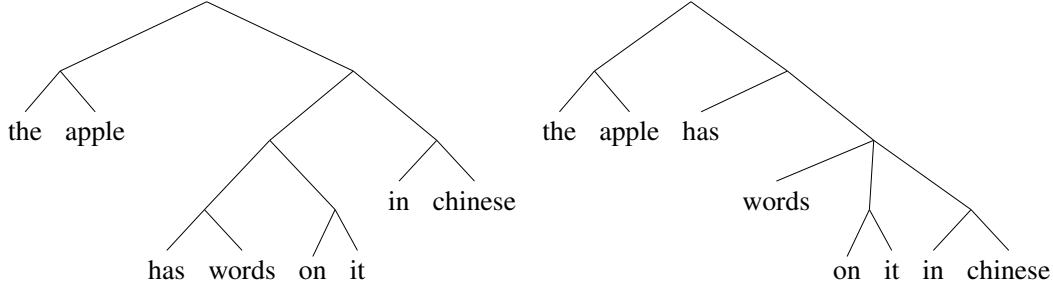 the apple
has words on it
in chinese
the apple has
words
on it in chinese